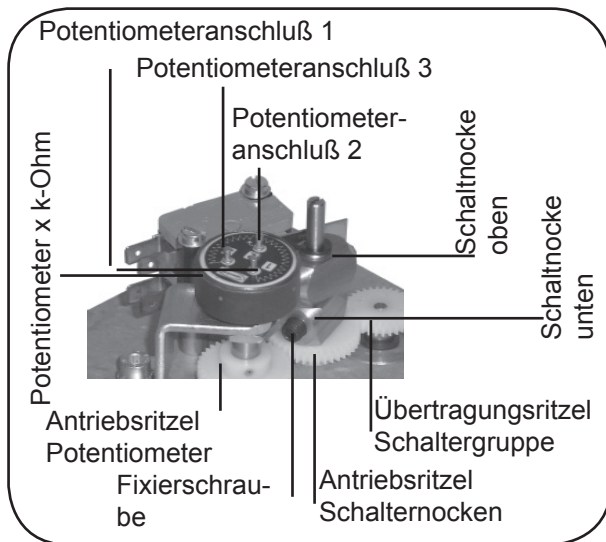 Potentiometeranschluß 1
Potentiometeranschluß 3
Potentiometer-
anschluß 2
Potentiometer x k-Ohm
Schaltnocke
oben
Schaltnocke
unten
Antriebsritzel
Potentiometer
Fixierschrau-
be
Übertragungsritzel
Schaltergruppe
Antriebsritzel
Schalternocken